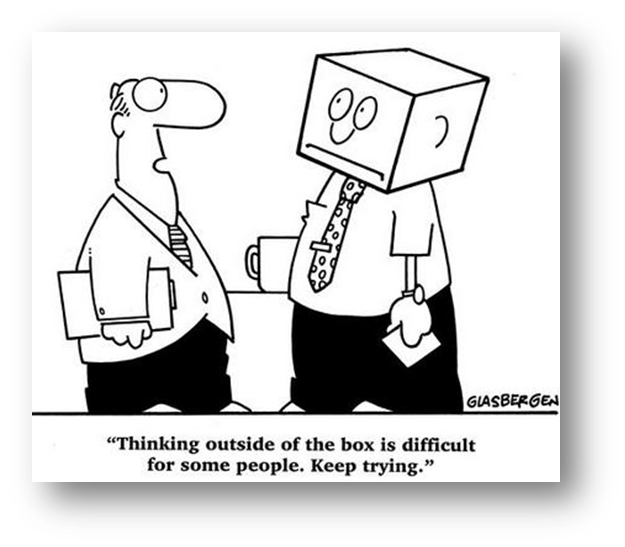 GLASBERGEN
“Thinking outside of the box is difficult
for some people. Keep trying.”